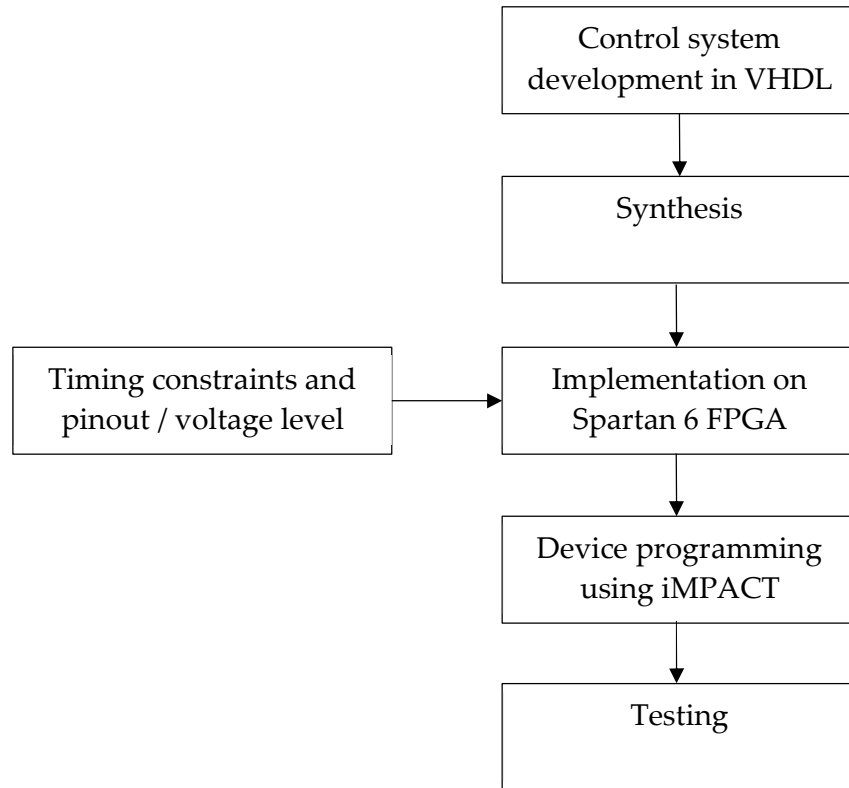 Control system
development in VHDL
Synthesis
Timing constraints and
pinout / voltage level
Implementation on
Spartan 6 FPGA
Device programming
using iMPACT
Testing